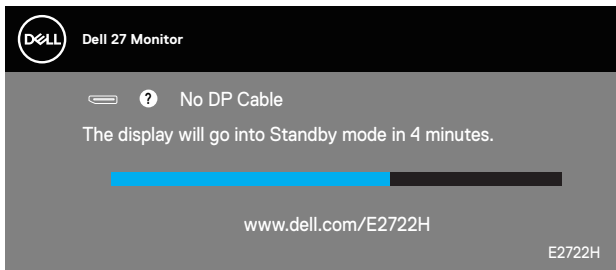 DELL
Dell 27 Monitor
? No DP Cable
The display will go into Standby mode in 4 minutes.
www.dell.com/E2722H
E2722H